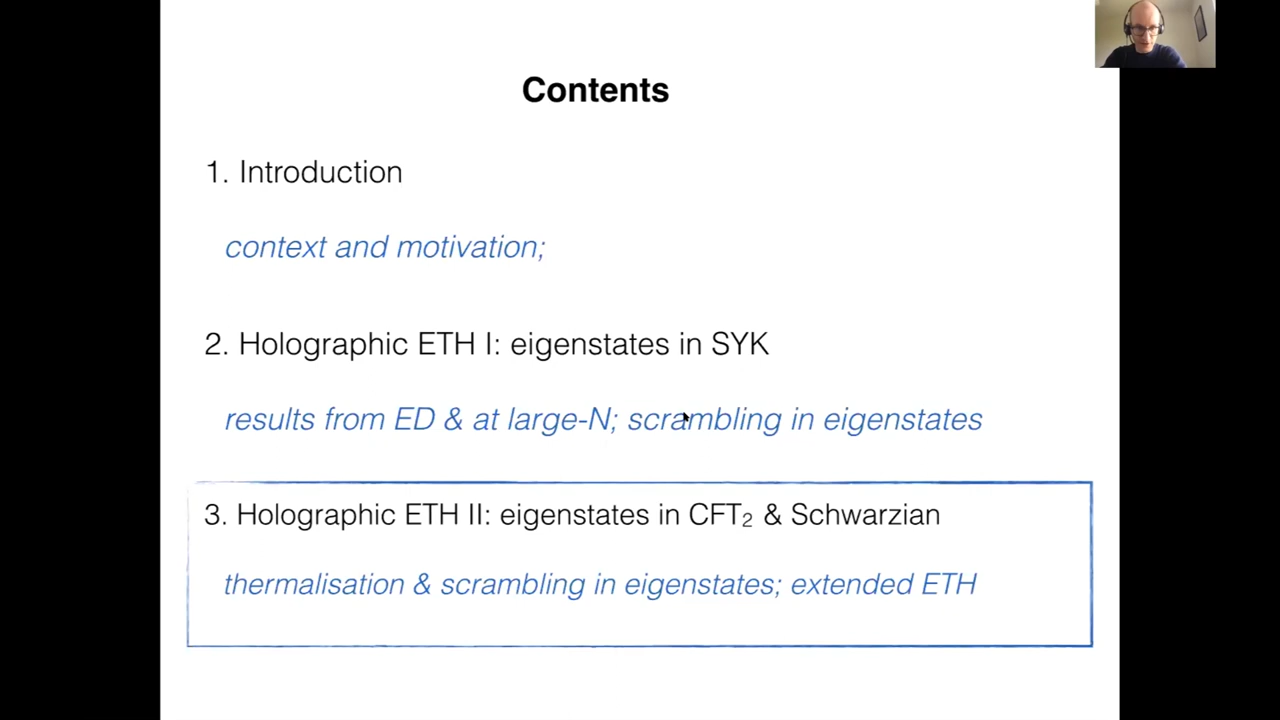 Contents
1. Introduction
context and motivation;
2. Holographic ETH I: eigenstates in SYK
results from ED & at large-N; scrambling in eigenstates
3. Holographic ETH II: eigenstates in CFT₂ & Schwarzian
thermalisation & scrambling in eigenstates; extended ETH